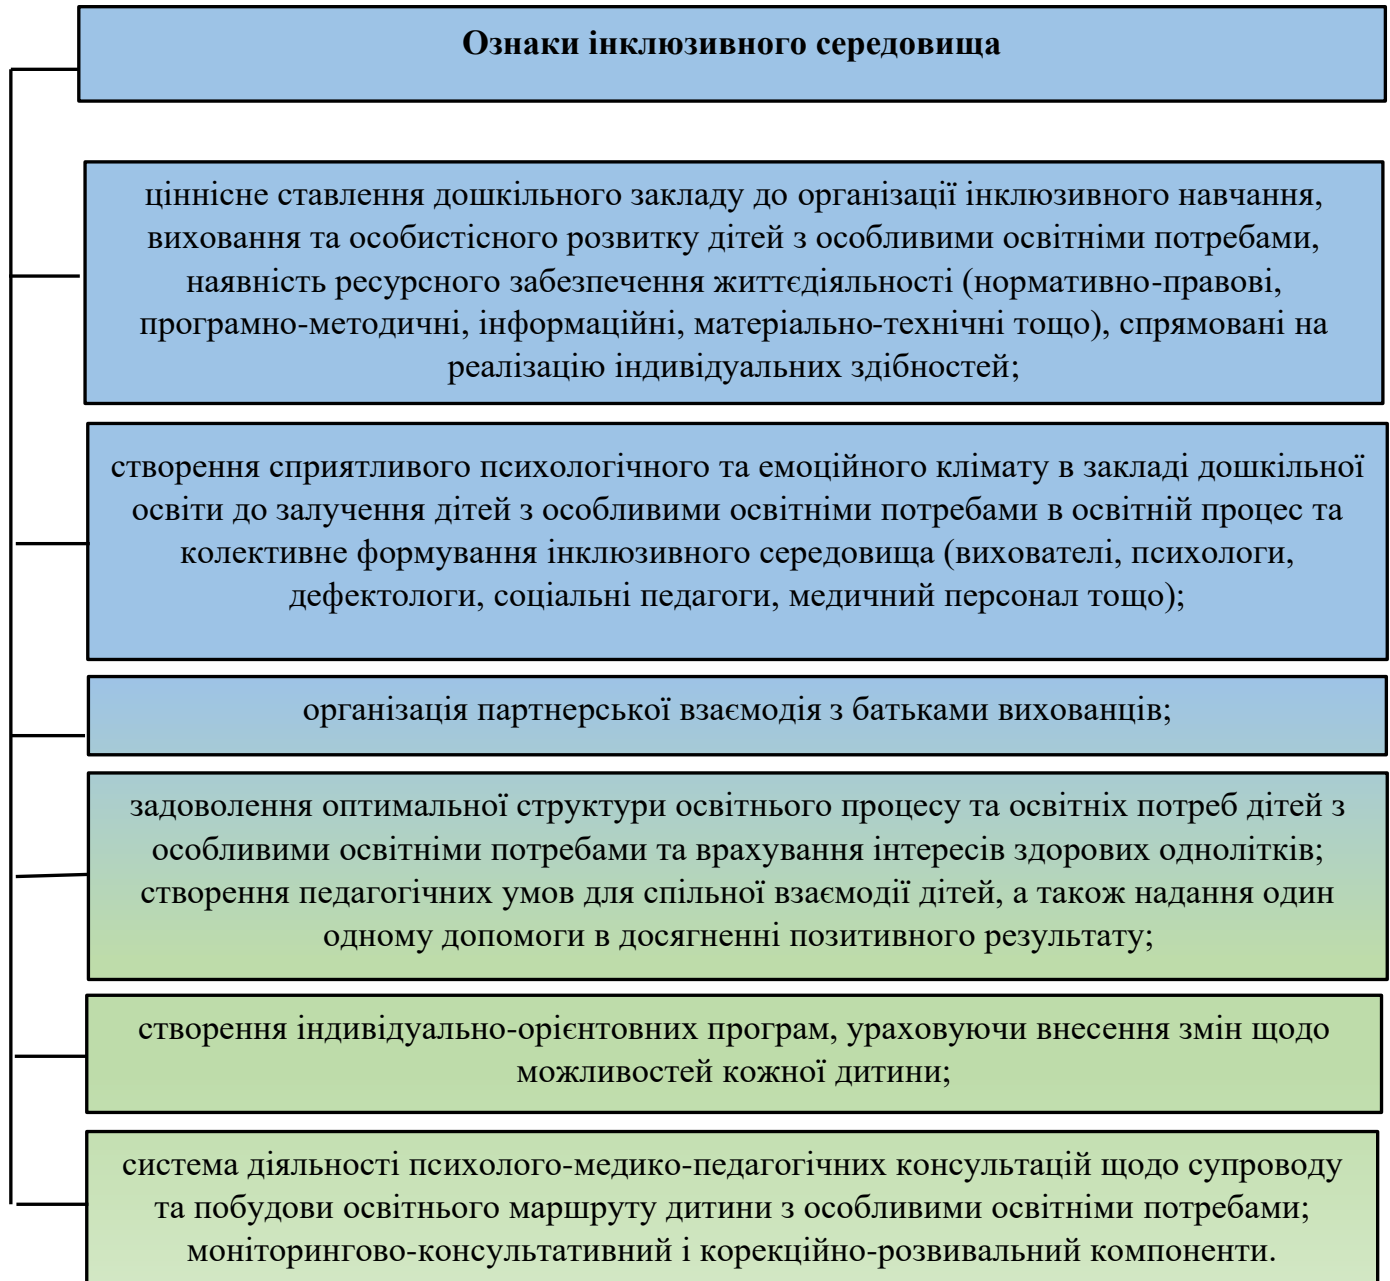 Ознаки інклюзивного середовища
ціннісне ставлення дошкільного закладу до організації інклюзивного навчання,
виховання та особистісного розвитку дітей з особливими освітніми потребами,
наявність ресурсного забезпечення життєдіяльності (нормативно-правові,
програмно-методичні, інформаційні, матеріально-технічні тощо), спрямовані на
реалізацію індивідуальних здібностей;
створення сприятливого психологічного та емоційного клімату в закладі дошкільної
освіти до залучення дітей з особливими освітніми потребами в освітній процес та
колективне формування інклюзивного середовища (вихователі, психологи,
дефектологи, соціальні педагоги, медичний персонал тощо);
організація партнерської взаємодія з батьками вихованців;
задоволення оптимальної структури освітнього процесу та освітніх потреб дітей з
особливими освітніми потребами та врахування інтересів здорових однолітків;
створення педагогічних умов для спільної взаємодії дітей, а також надання один
одному допомоги в досягненні позитивного результату;
створення індивідуально-орієнтовних програм, ураховуючи внесення змін щодо
можливостей кожної дитини;
система діяльності психолого-медико-педагогічних консультацій щодо супроводу
та побудови освітнього маршруту дитини з особливими освітніми потребами;
моніторингово-консультативний і корекційно-розвивальний компоненти.